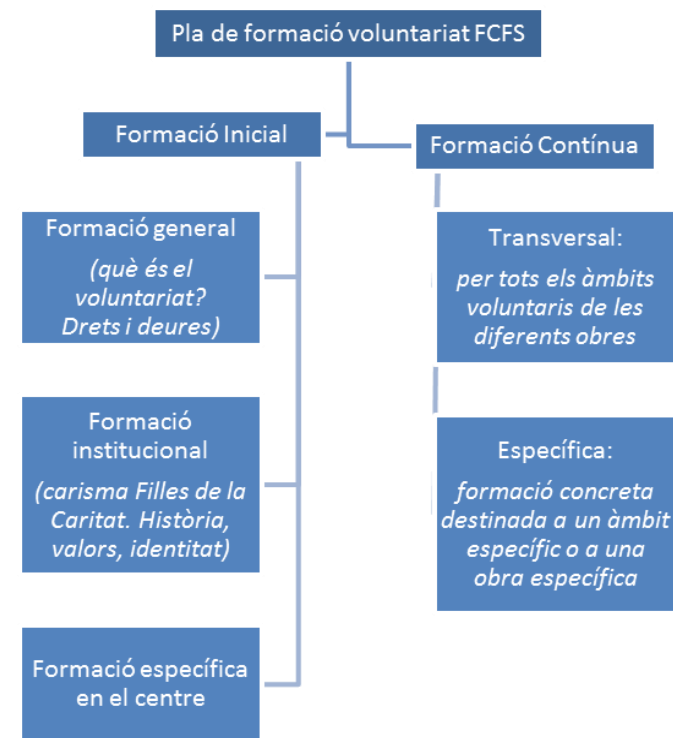 Pla de formació voluntariat FCFS
Formació Inicial
Formació general
(què és el
voluntariat?
Drets i deures)
Formació
institucional
(carisma Filles de la
Caritat. Història,
valors, identitat)
Formació específica
en el centre
Formació Contínua
Transversal:
per tots els àmbits
voluntaris de les
diferents obres
Específica:
formació concreta
destinada a un àmbit
específic o a una
obra específica